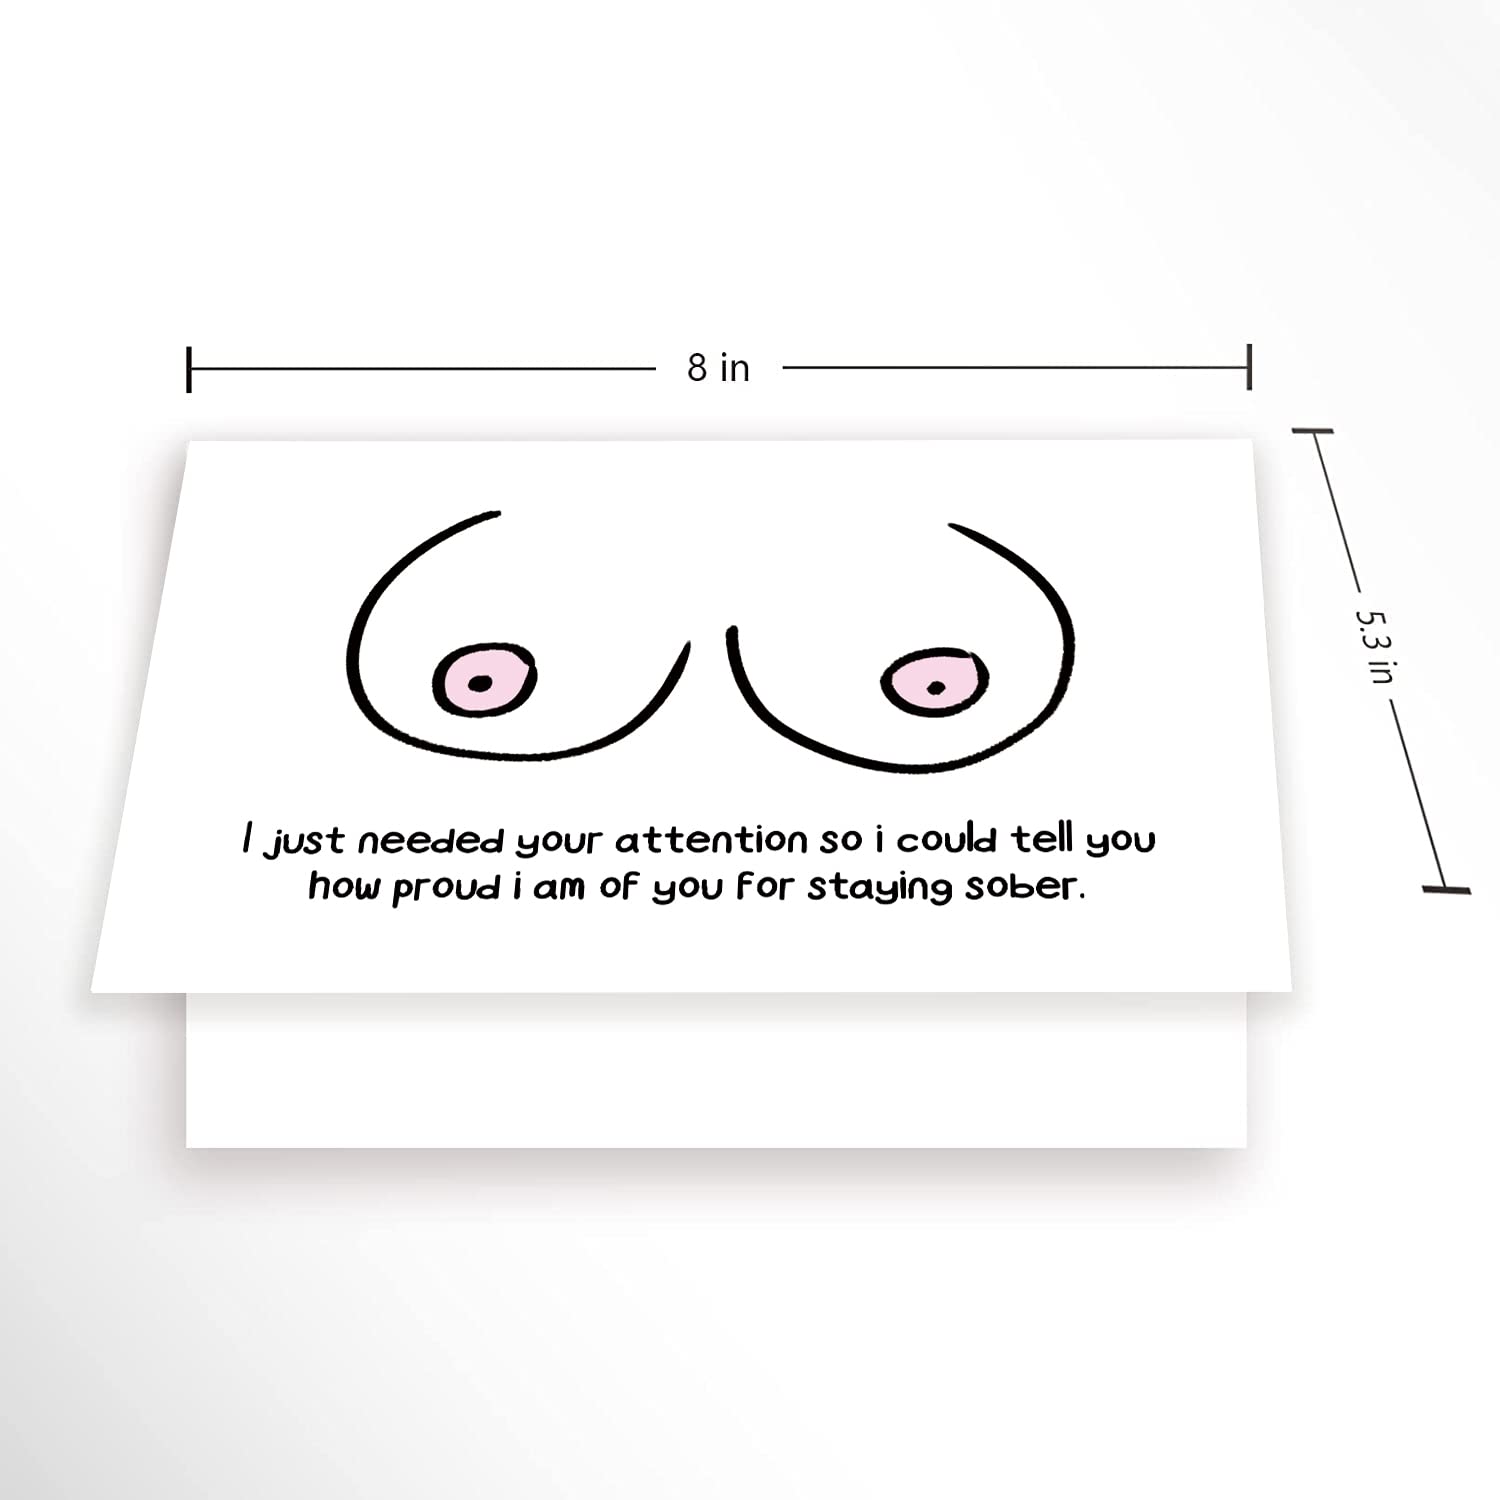 8 in
5.3 in
I just needed your attention so i could tell you
how proud i am of you for staying sober.